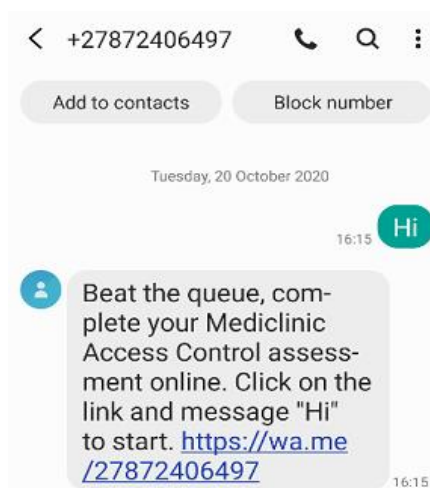 +27872406497
Add to contacts
Block number
Tuesday, 20 October 2020
16:15
Hi
Beat the queue, com-
plete your Mediclinic
Access Control assess-
ment online. Click on the
link and message "Hi"
to start. https://wa.me
/27872406497
16:15